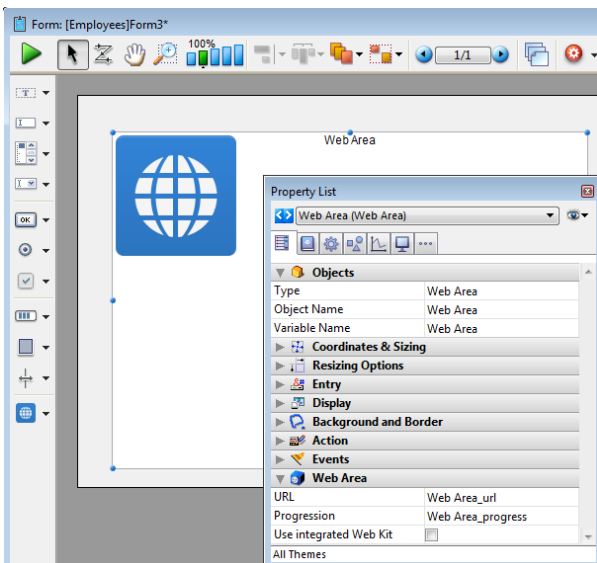 Form: [Employees]Form3*
100%
1/1
T
I
I
OK
Web Area
Property List
Web Area (Web Area)
Objects
Type Web Area
Object Name Web Area
Variable Name Web Area
Coordinates & Sizing
Resizing Options
Entry
Display
Background and Border
Action
Events
Web Area
URL Web Area_url
Progression Web Area_progress
Use integrated Web Kit
All Themes